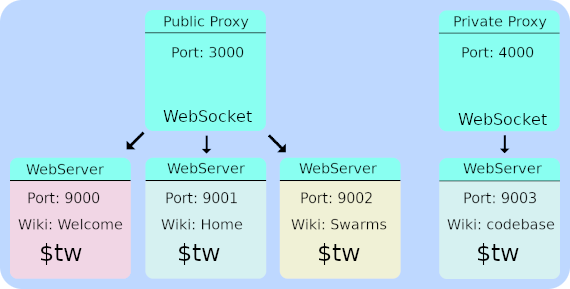 Public Proxy
Port: 3000
WebSocket
Private Proxy
Port: 4000
WebSocket
WebServer
Port: 9000
Wiki: Welcome
$tw
WebServer
Port: 9001
Wiki: Home
$tw
WebServer
Port: 9002
Wiki: Swarms
$tw
WebServer
Port: 9003
Wiki: codebase
$tw